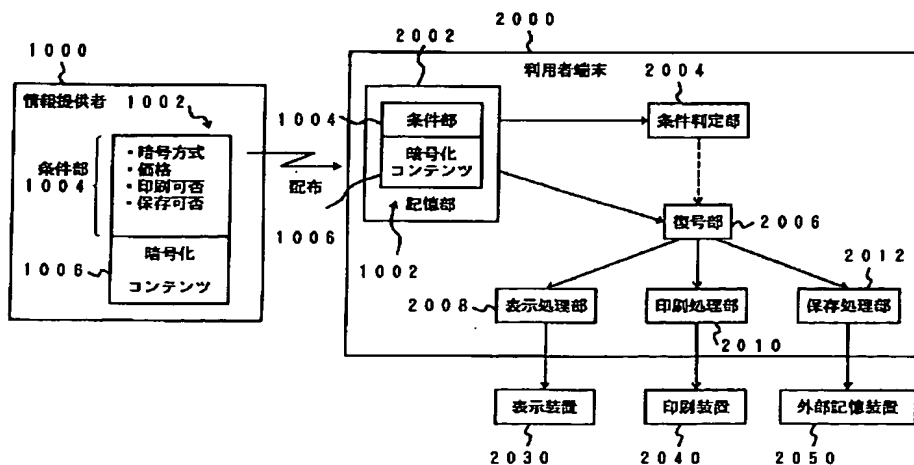 1000
情報提供者
1002
条件部
1004
・暗号方式
・価格
・印刷可否
・保存可否
1006
暗号化
コンテンツ
配布
2000
2002
利用者端末
2004
1004
条件部
暗号化
コンテンツ
記憶部
1006
1002
条件判定部
復号部
2006
2012
2008
表示処理部
印刷処理部
保存処理部
2010
表示装置
印刷装置
外部記憶装置
2030
2040
2050